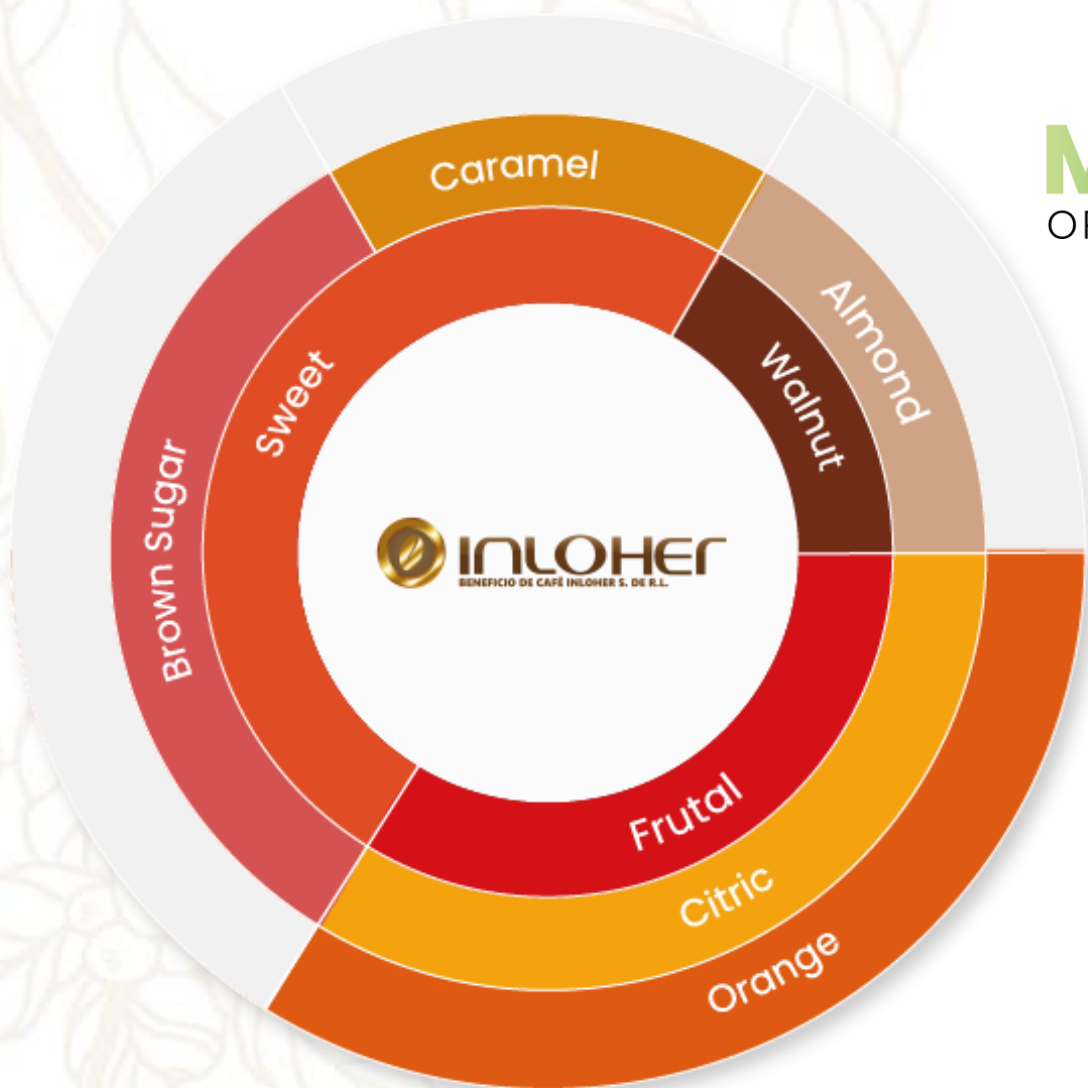 Caramel
Almond
Walnut
Sweet
Brown Sugar
INLOHER
BENEFICIO DE CAFÉ INLOHER S. DE R.L.
Frutal
Citric
Orange